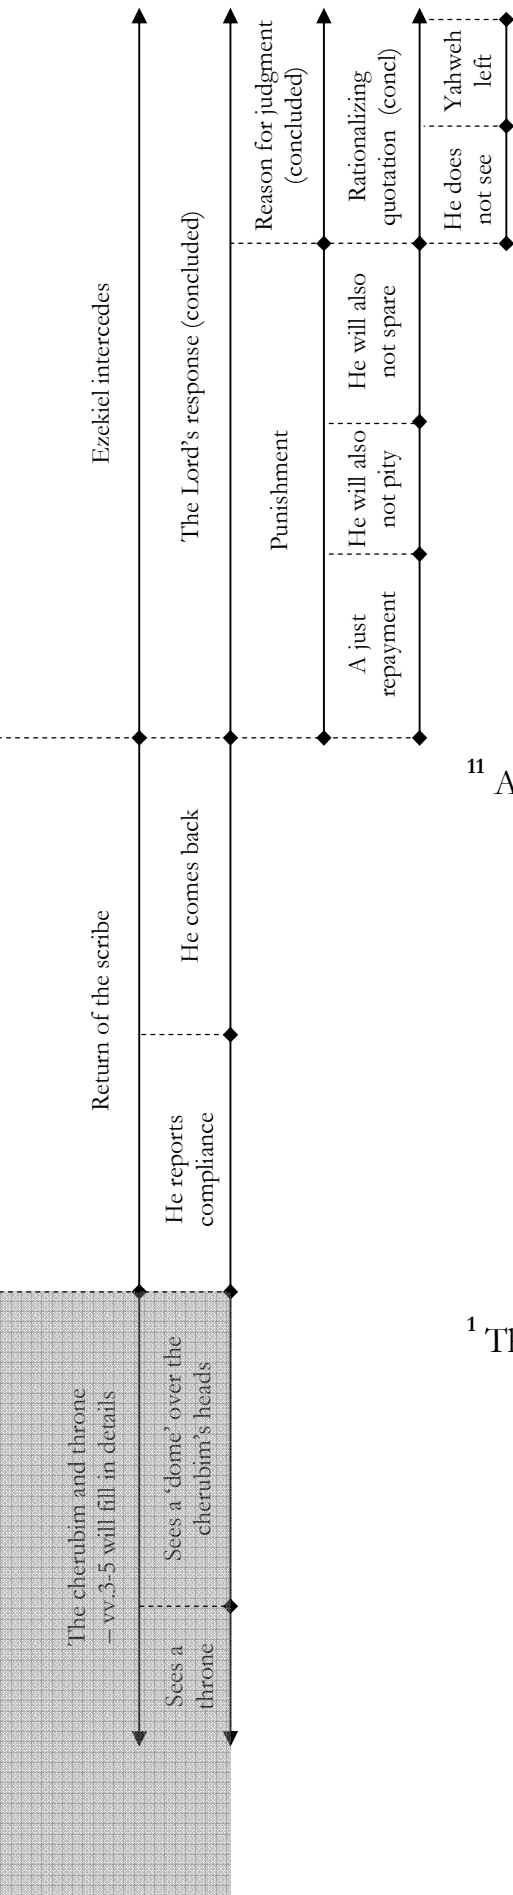 Ezekiel intercedes
The Lord's response (concluded)
Reason for judgment
(concluded)
Rationalizing
quotation (concl)
Yahweh
left
He does
not see
Punishment
He will also
not spare
He will also
not pity
A just
repayment
11 A
Return of the scribe
He comes back
He reports
compliance
1
The cherubim and throne
– vv.3-5 will fill in details
Sees a 'dome' over the
cherubim's heads
Sees a
throne